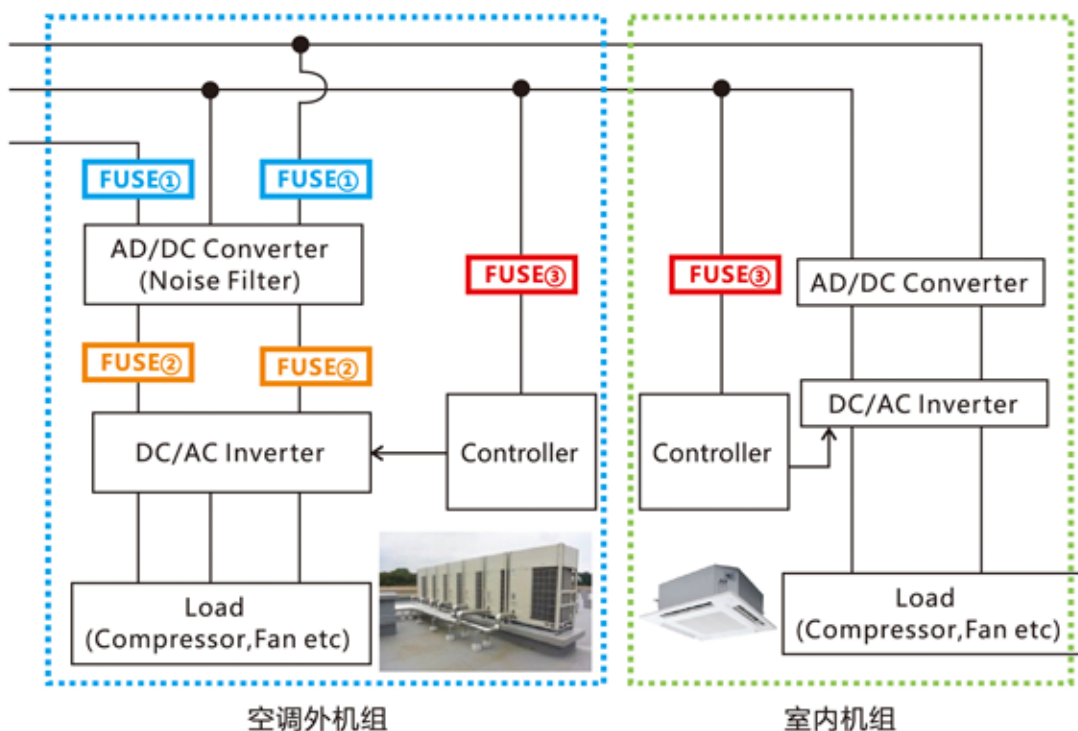 FUSE①
FUSE①
AD/DC Converter
(Noise Filter)
FUSE③
FUSE③
AD/DC Converter
FUSE②
FUSE②
DC/AC Inverter
DC/AC Inverter
Controller
Controller
Load
(Compressor,Fan etc)
Load
(Compressor,Fan etc)
空调外机组
室内机组